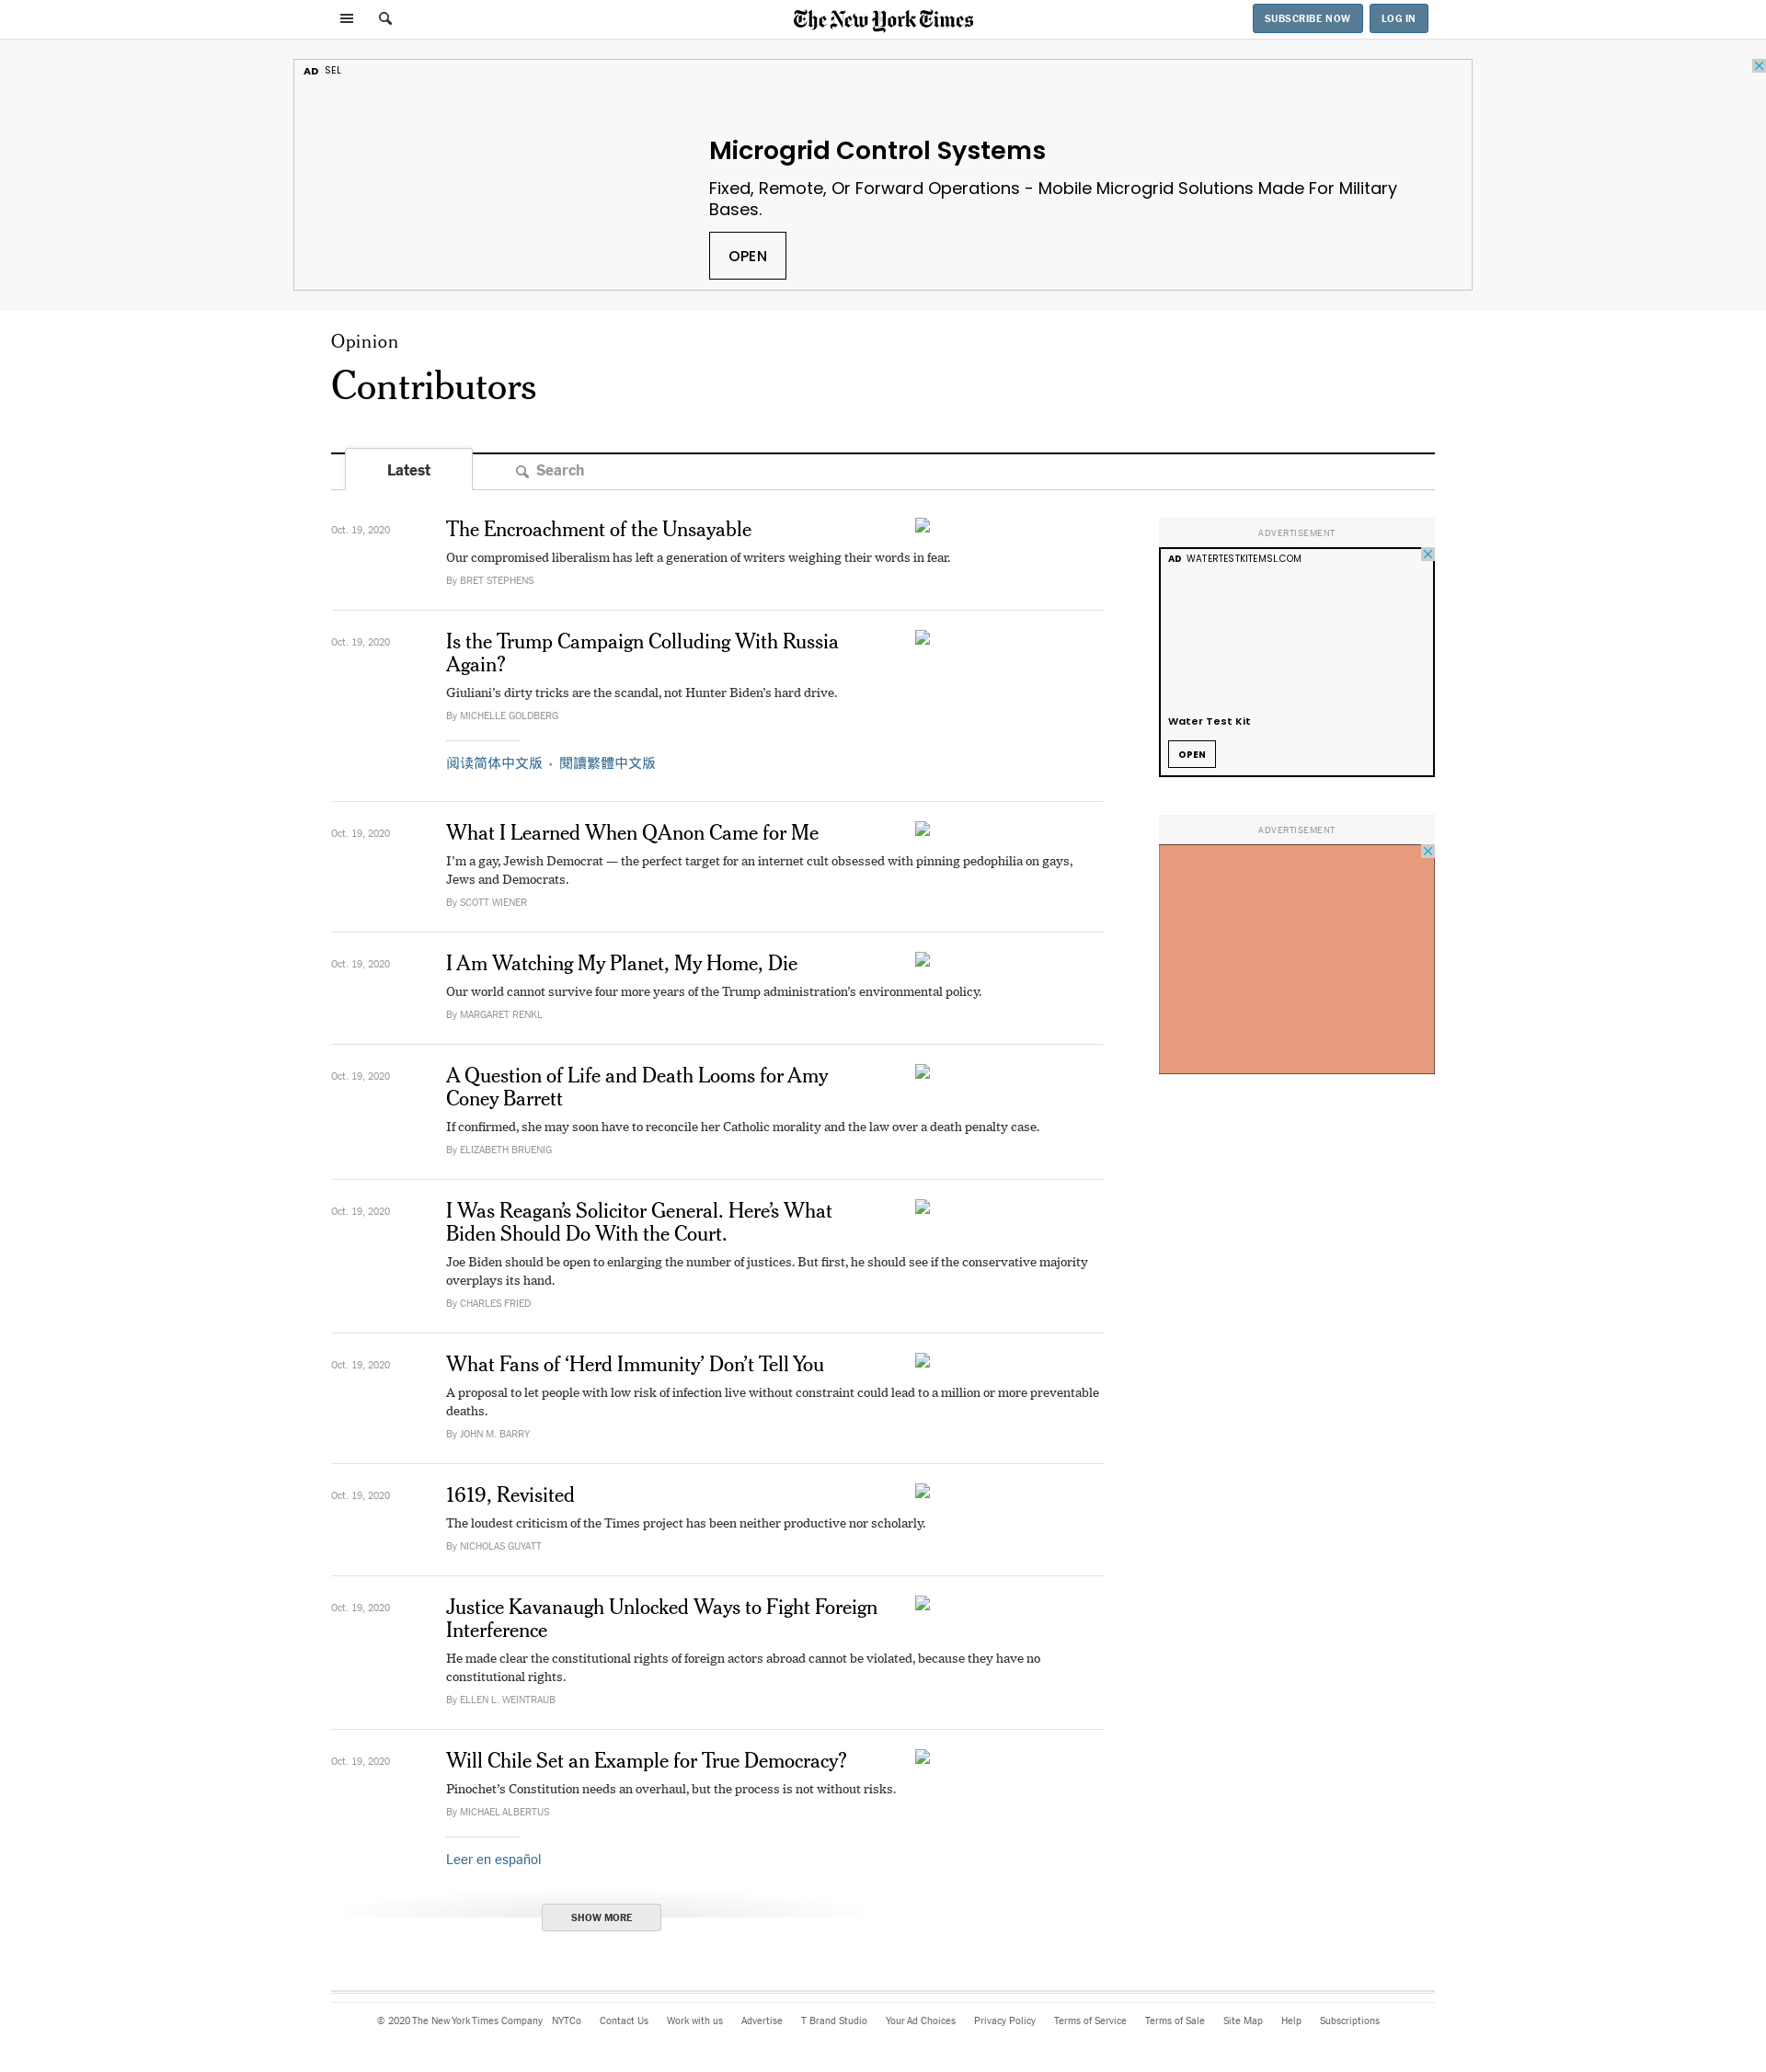 The New York Times
SUBSCRIBE NOW
LOG IN
AD SEL
Microgrid Control Systems
Fixed, Remote, Or Forward Operations - Mobile Microgrid Solutions Made For Military
Bases.
OPEN
Opinion
Contributors
Latest
Search
Oct. 19, 2020
The Encroachment of the Unsayable
Our compromised liberalism has left a generation of writers weighing their words in fear.
By BRET STEPHENS
Oct. 19, 2020
Is the Trump Campaign Colluding With Russia
Again?
Giuliani’s dirty tricks are the scandal, not Hunter Biden’s hard drive.
By MICHELLE GOLDBERG
阅读简体中文版 • 閱讀繁體中文版
Oct. 19, 2020
What I Learned When QAnon Came for Me
I’m a gay, Jewish Democrat — the perfect target for an internet cult obsessed with pinning pedophilia on gays,
Jews and Democrats.
By SCOTT WIENER
Oct. 19, 2020
I Am Watching My Planet, My Home, Die
Our world cannot survive four more years of the Trump administration’s environmental policy.
By MARGARET RENKL
Oct. 19, 2020
A Question of Life and Death Looms for Amy
Coney Barrett
If confirmed, she may soon have to reconcile her Catholic morality and the law over a death penalty case.
By ELIZABETH BRUENIG
Oct. 19, 2020
I Was Reagan’s Solicitor General. Here’s What
Biden Should Do With the Court.
Joe Biden should be open to enlarging the number of justices. But first, he should see if the conservative majority
overplays its hand.
By CHARLES FRIED
Oct. 19, 2020
What Fans of ‘Herd Immunity’ Don’t Tell You
A proposal to let people with low risk of infection live without constraint could lead to a million or more preventable
deaths.
By JOHN M. BARRY
Oct. 19, 2020
1619, Revisited
The loudest criticism of the Times project has been neither productive nor scholarly.
By NICHOLAS GUYATT
Oct. 19, 2020
Justice Kavanaugh Unlocked Ways to Fight Foreign
Interference
He made clear the constitutional rights of foreign actors abroad cannot be violated, because they have no
constitutional rights.
By ELLEN L. WEINTRAUB
Oct. 19, 2020
Will Chile Set an Example for True Democracy?
Pinochet’s Constitution needs an overhaul, but the process is not without risks.
By MICHAEL ALBERTUS
Leer en español
SHOW MORE
ADVERTISEMENT
AD WATERTESTKITEMSL.COM
Water Test Kit
OPEN
ADVERTISEMENT
© 2020 The New York Times Company NYTCo Contact Us Work with us Advertise T Brand Studio Your Ad Choices Privacy Policy Terms of Service Terms of Sale Site Map Help Subscriptions